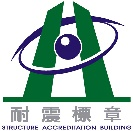 耐震標章
STRUCTURE ACCREDITATION BUILDING